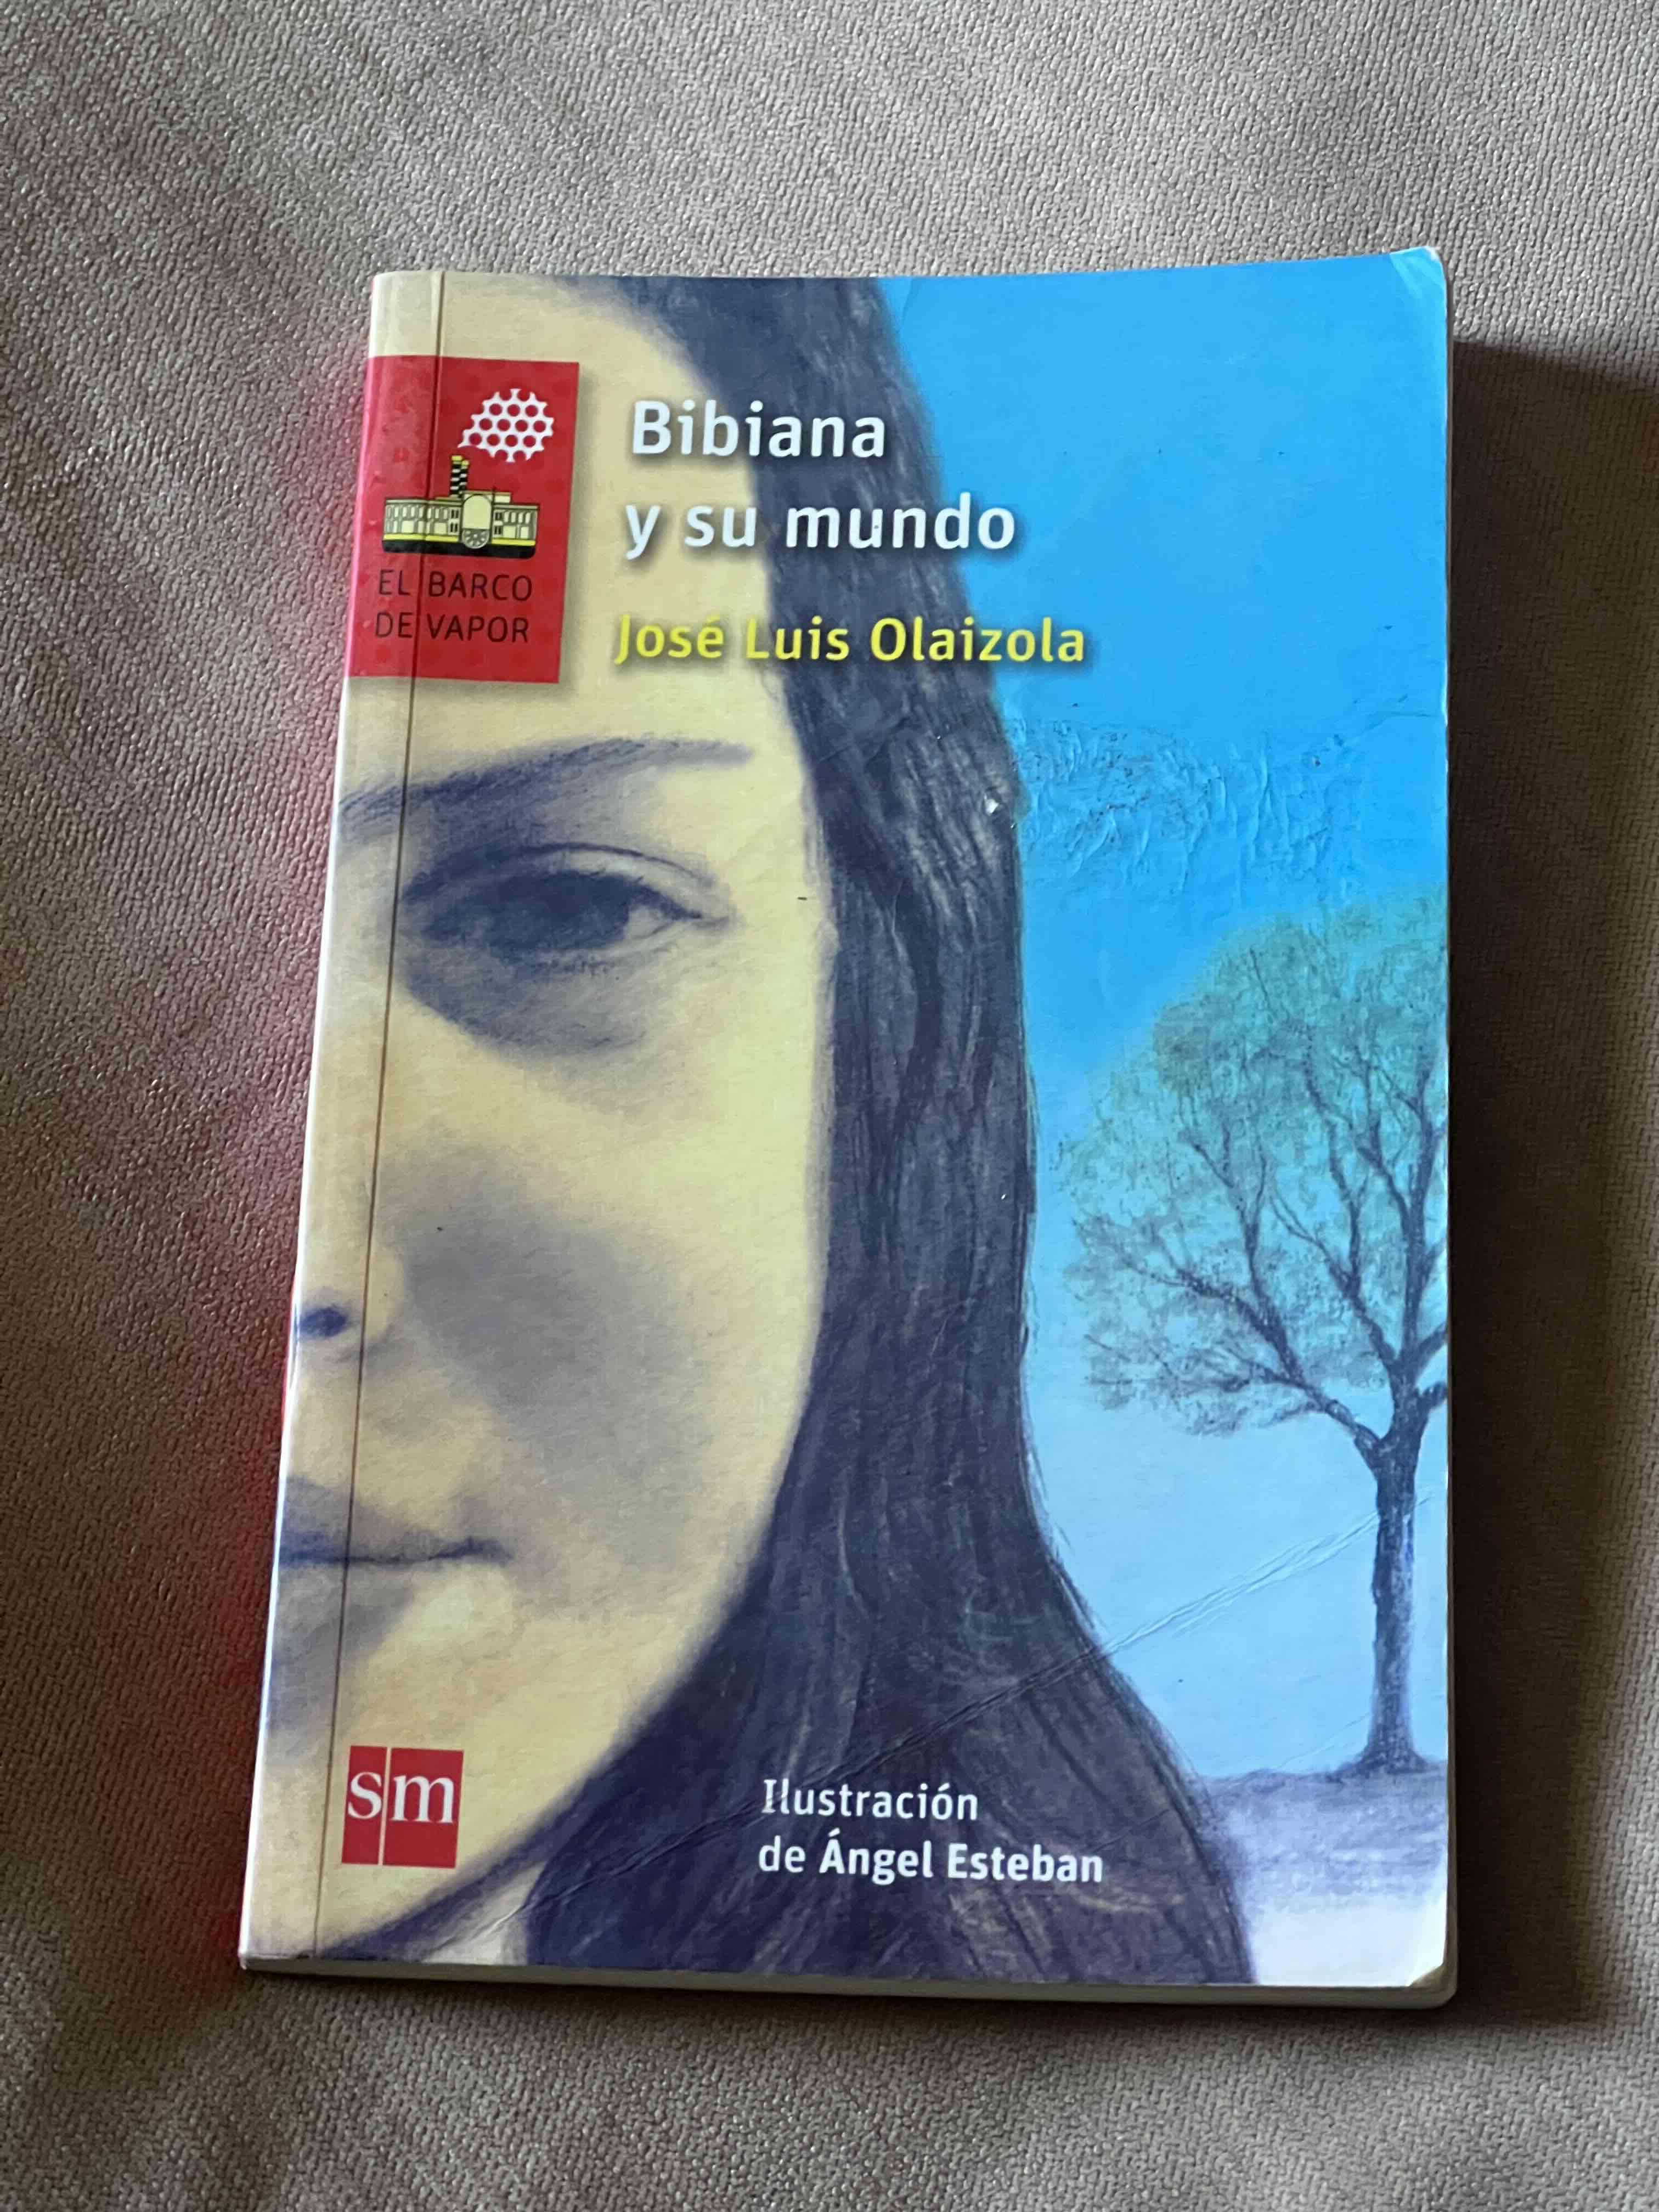 Bibiana
y su mundo
José Luis Olaizola
EL BARCO
DE VAPOR
sm
Ilustración
de Ángel Esteban